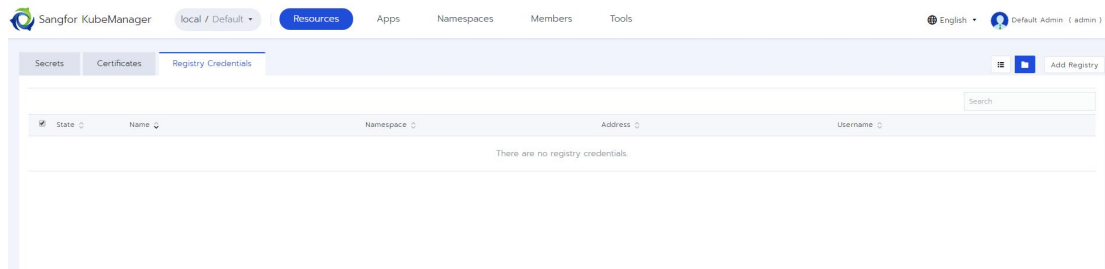 Sangfor KubeManager local / Default Resources Apps Namespaces Members Tools English Default Admin ( admin )
Secrets Certificates Registry Credentials Add Registry
Search
State Name Namespace Address Username
There are no registry credentials.